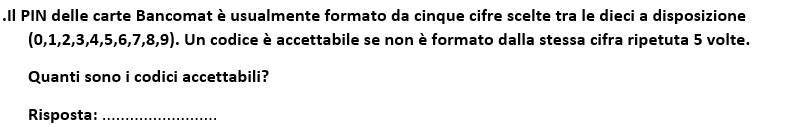 .Il PIN delle carte Bancomat è usualmente formato da cinque cifre scelte tra le dieci a disposizione
(0,1,2,3,4,5,6,7,8,9). Un codice è accettabile se non è formato dalla stessa cifra ripetuta 5 volte.
Quanti sono i codici accettabili?
Risposta: .........................